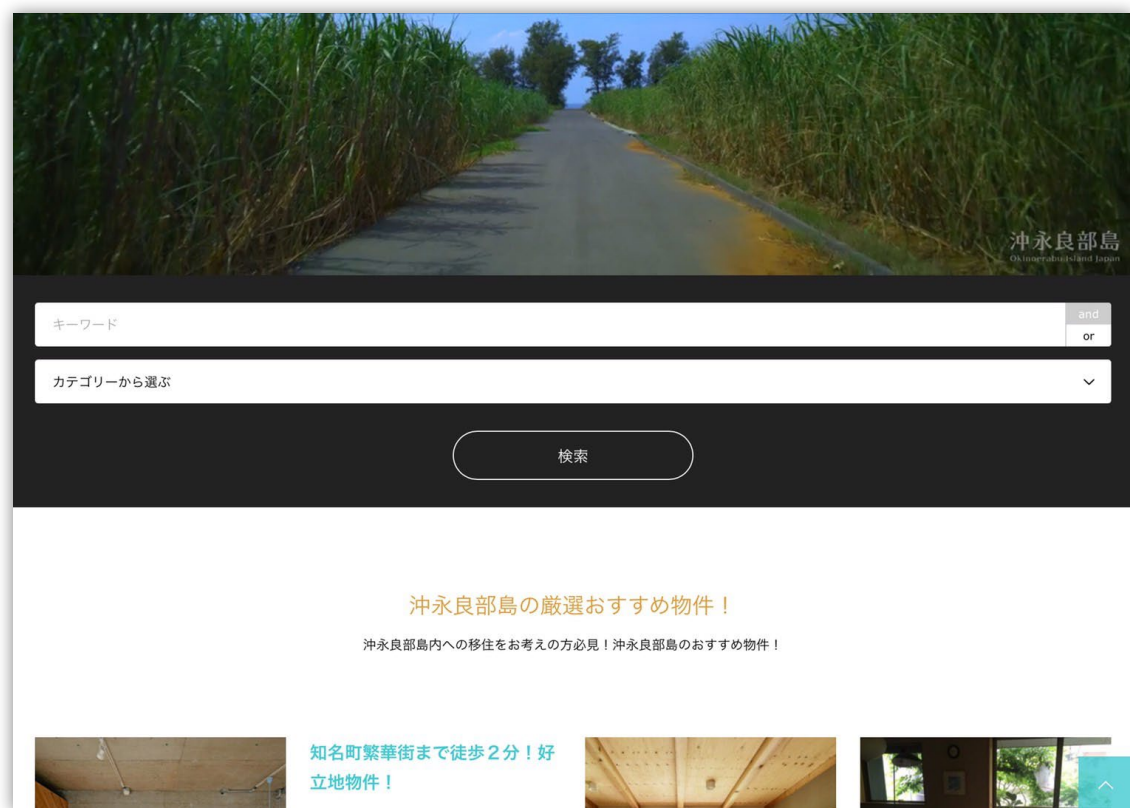 沖永良部島
Okinoerabu Island Japan
キーワード
and
or
カテゴリーから選ぶ
検索
沖永良部島の厳選おすすめ物件！
沖永良部島内への移住をお考えの方必見！沖永良部島のおすすめ物件！
知名町繁華街まで徒歩２分！好
立地物件！